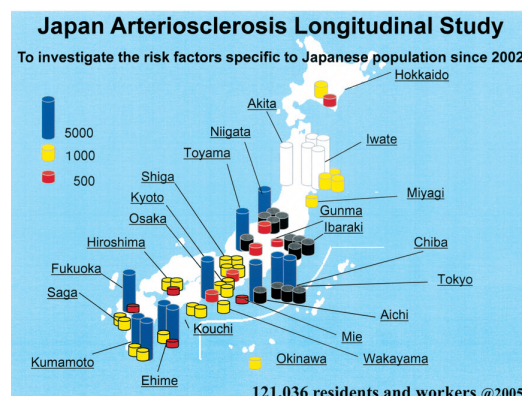 Japan Arteriosclerosis Longitudinal Study
To investigate the risk factors specific to Japanese population since 2002
Hokkaido
Akita
Niigata
Iwate
5000
Toyama
1000
Shiga
500
Kyoto
Miyagi
Osaka
Gunma
Ibaraki
Hiroshima
Chiba
Fukuoka
Tokyo
Saga
Aichi
Kouchi
Mie
Kumamoto
Okinawa
Wakayama
Ehime
121,036 residents and workers @2005